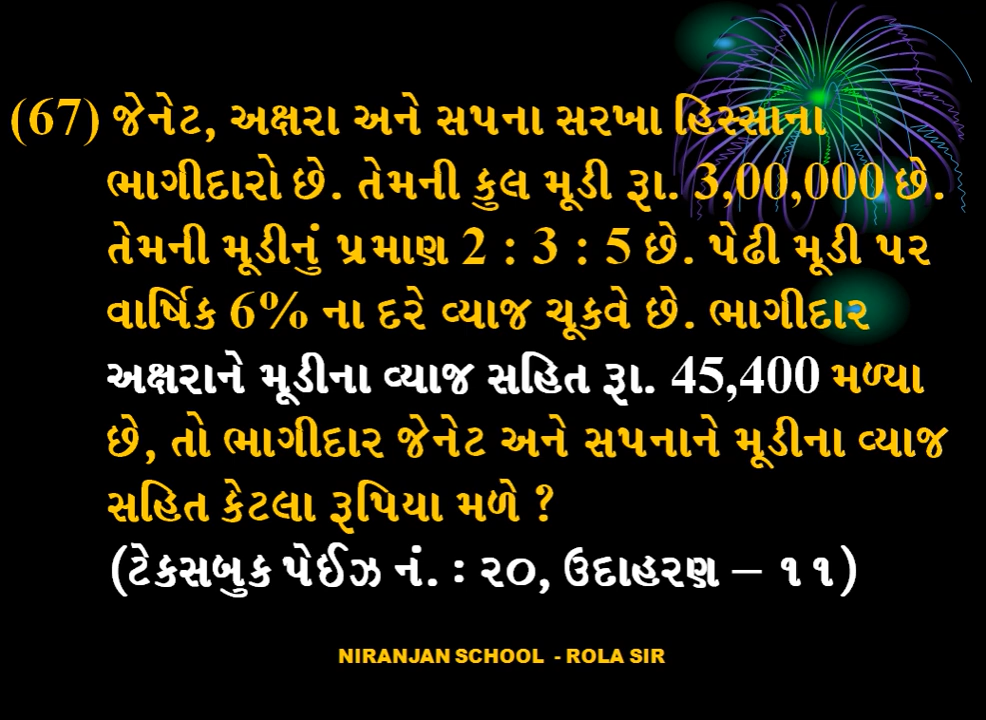 (67) જેનેટ, અક્ષરા અને સપના સરખા હિસ્સાના
ભાગીદારો છે. તેમની કુલ મૂડી રૂા. 3,00,000 છે.
તેમની મૂડીનું પ્રમાણ 2 : 3 : 5 છે. પેઢી મૂડી પર
વાર્ષિક 6% ના દરે વ્યાજ ચૂકવે છે. ભાગીદાર
અક્ષરાને મૂડીના વ્યાજ સહિત રૂા. 45,400 મળ્યા
છે, તો ભાગીદાર જેનેટ અને સપનાને મૂડીના વ્યાજ
સહિત કેટલા રૂપિયા મળે ?
(ટેકસબુક પેઈઝ નં. : ૨૦, ઉદાહરણ – ૧૧)
NIRANJAN SCHOOL - ROLA SIR